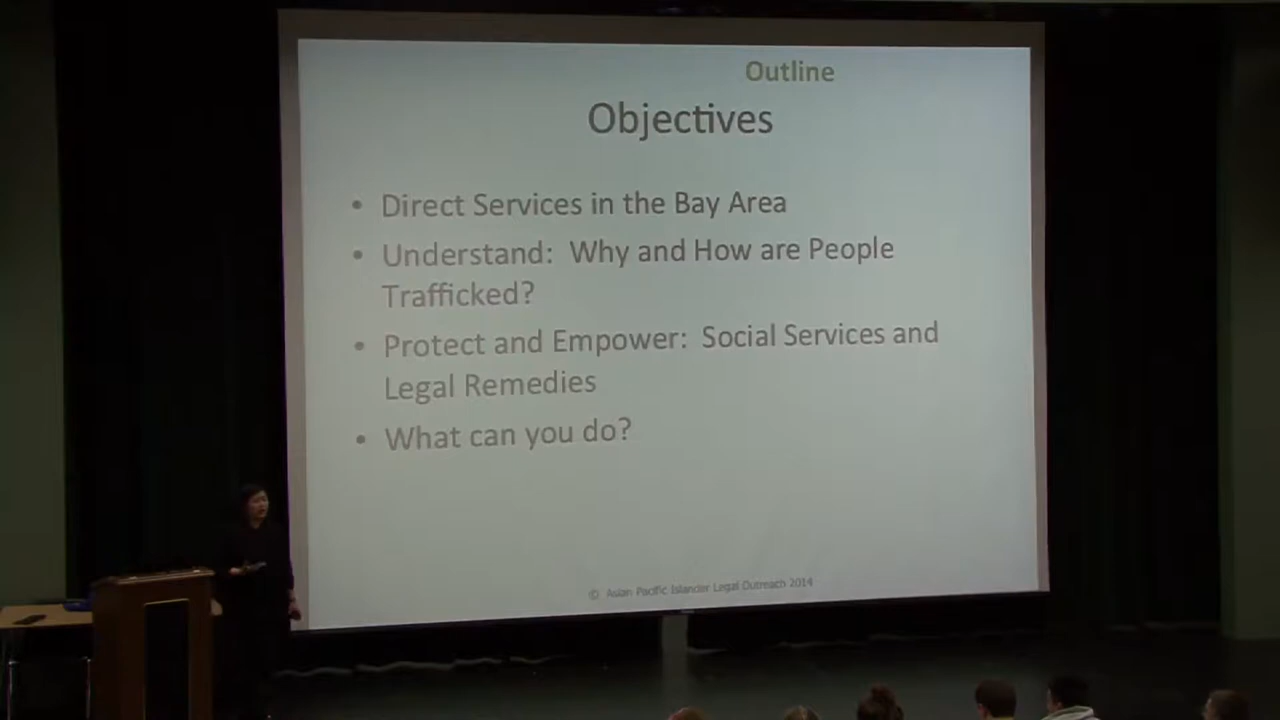 Outline
Objectives
• Direct Services in the Bay Area
• Understand:  Why and How are People
Trafficked?
• Protect and Empower:  Social Services and
Legal Remedies
• What can you do?
© Asian Pacific Islander Legal Outreach 2014